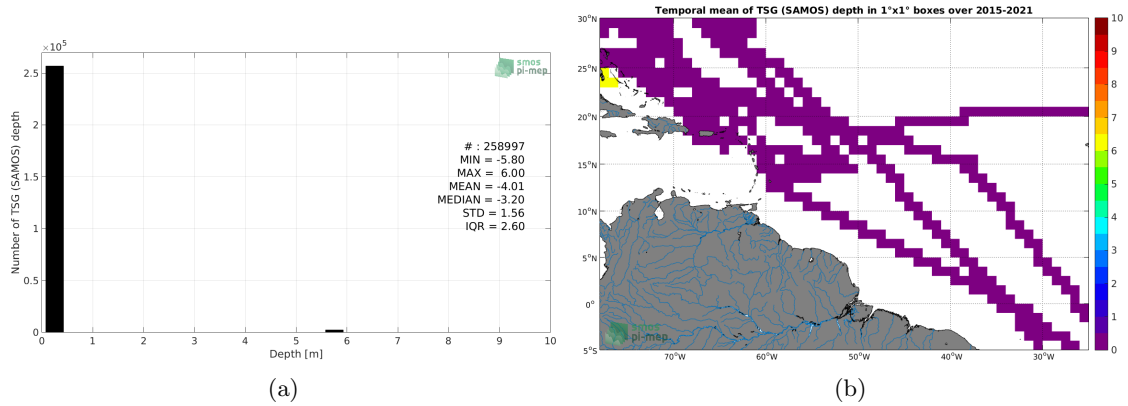 ×10⁵
2.5
2
1.5
1
0.5
0
Number of TSG (SAMOS) depth
smos
pi-mep
# : 258997
MIN = -5.80
MAX = 6.00
MEAN = -4.01
MEDIAN = -3.20
STD = 1.56
IQR = 2.60
0 1 2 3 4 5 6 7 8 9 10
Depth [m]
(a)
Temporal mean of TSG (SAMOS) depth in 1°x1° boxes over 2015-2021
30°N
25°N
20°N
15°N
10°N
5°N
0°
5°S
smos
pi-mep
70°W 60°W 50°W 40°W 30°W
10
9
8
7
6
5
4
3
2
1
0
(b)